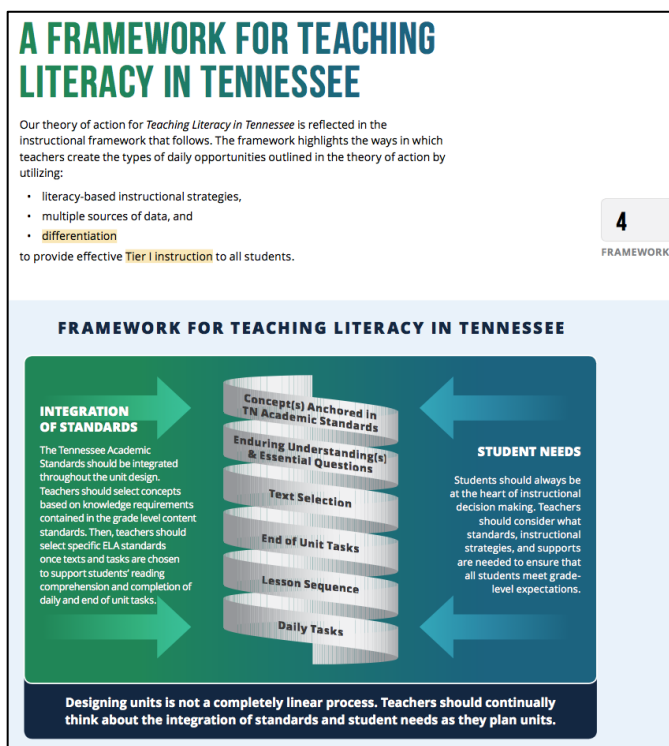 A FRAMEWORK FOR TEACHING
LITERACY IN TENNESSEE
Our theory of action for Teaching Literacy in Tennessee is reflected in the
instructional framework that follows. The framework highlights the ways in which
teachers create the types of daily opportunities outlined in the theory of action by
utilizing:
• literacy-based instructional strategies,
• multiple sources of data, and
• differentiation
to provide effective Tier I instruction to all students.
4
FRAMEWORK
FRAMEWORK FOR TEACHING LITERACY IN TENNESSEE
INTEGRATION
OF STANDARDS
The Tennessee Academic
Standards should be integrated
throughout the unit design.
Teachers should select concepts
based on knowledge requirements
contained in the grade level content
standards. Then, teachers should
select specific ELA standards
once texts and tasks are chosen
to support students' reading
comprehension and completion of
daily and end of unit tasks.
Concept(s) Anchored in
TN Academic Standards
Enduring Understanding(s)
& Essential Questions
Text Selection
End of Unit Tasks
Lesson Sequence
Daily Tasks
STUDENT NEEDS
Students should always be
at the heart of instructional
decision making. Teachers
should consider what
standards, instructional
strategies, and supports
are needed to ensure that
all students meet grade-
level expectations.
Designing units is not a completely linear process. Teachers should continually
think about the integration of standards and student needs as they plan units.